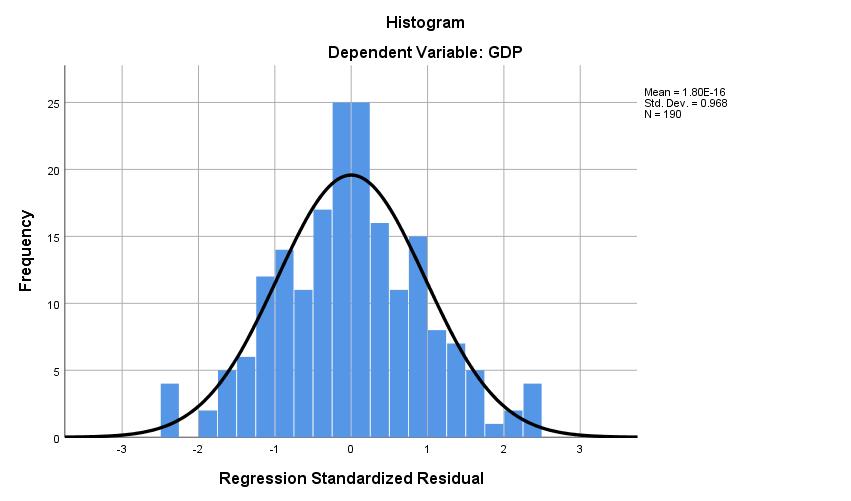 Histogram
Dependent Variable: GDP
Mean = 1.80E-16
Std. Dev. = 0.968
N = 190
Frequency
25
20
15
10
5
0
-3 -2 -1 0 1 2 3
Regression Standardized Residual